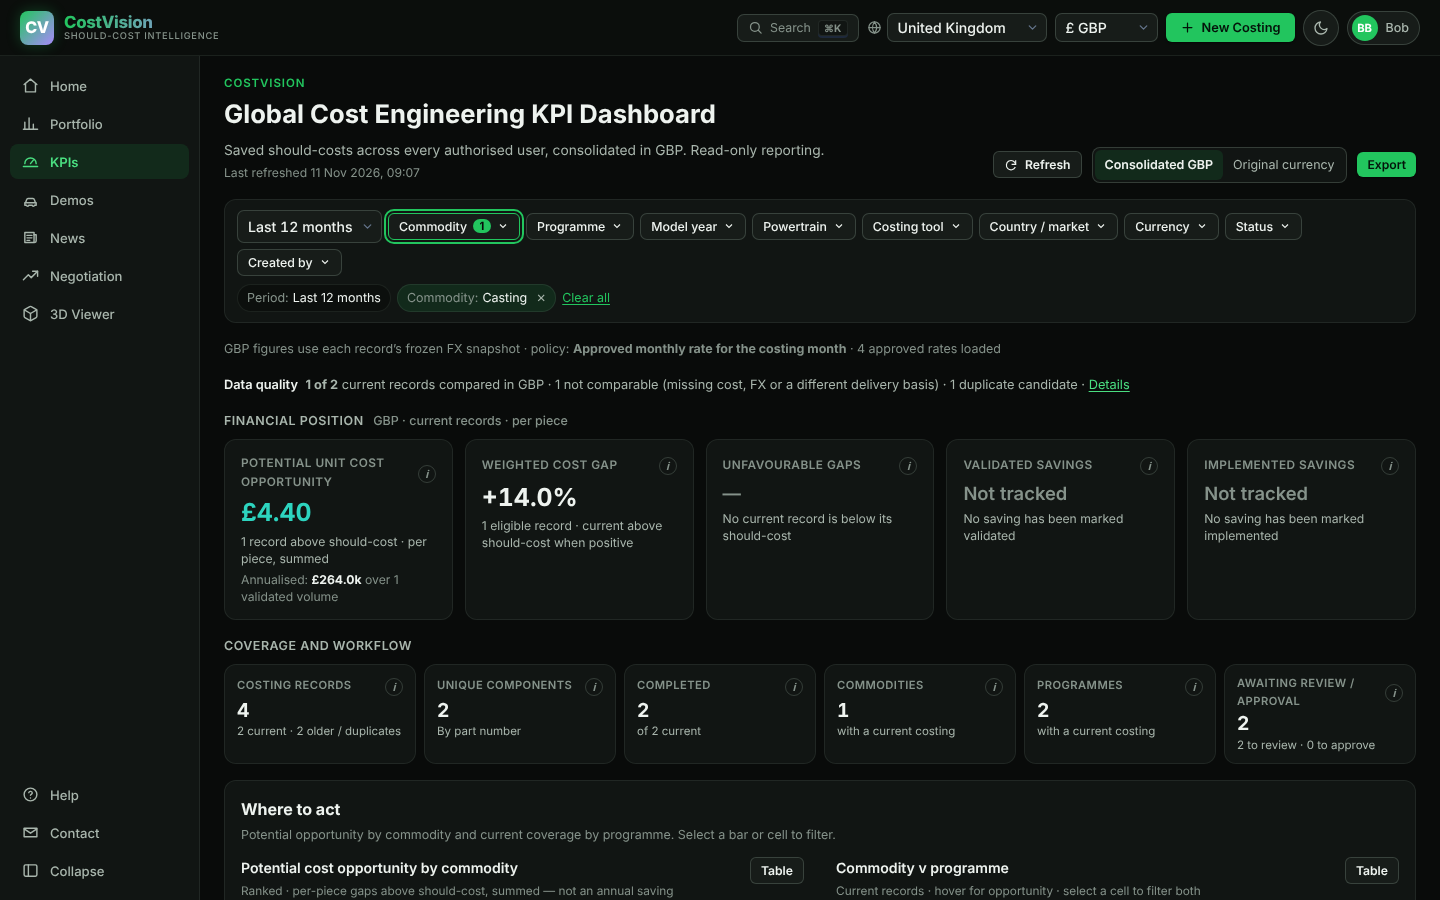 CV
CostVision
SHOULD-COST INTELLIGENCE
Search ⌘K
United Kingdom
£ GBP
+ New Costing
BB Bob
Home
Portfolio
KPIs
Demos
News
Negotiation
3D Viewer
Help
Contact
Collapse
COSTVISION
Global Cost Engineering KPI Dashboard
Saved should-costs across every authorised user, consolidated in GBP. Read-only reporting.
Last refreshed 11 Nov 2026, 09:07
Refresh
Consolidated GBP
Original currency
Export
Last 12 months
Commodity 1
Programme
Model year
Powertrain
Costing tool
Country / market
Currency
Status
Created by
Period: Last 12 months
Commodity: Casting ×
Clear all
GBP figures use each record's frozen FX snapshot · policy: Approved monthly rate for the costing month · 4 approved rates loaded
Data quality 1 of 2 current records compared in GBP · 1 not comparable (missing cost, FX or a different delivery basis) · 1 duplicate candidate · Details
FINANCIAL POSITION GBP · current records · per piece
POTENTIAL UNIT COST
OPPORTUNITY
i
£4.40
1 record above should-cost · per
piece, summed
Annualised: £264.0k over 1
validated volume
WEIGHTED COST GAP
i
+14.0%
1 eligible record · current above
should-cost when positive
UNFAVOURABLE GAPS
i
—
No current record is below its
should-cost
VALIDATED SAVINGS
i
Not tracked
No saving has been marked
validated
IMPLEMENTED SAVINGS
i
Not tracked
No saving has been marked
implemented
COVERAGE AND WORKFLOW
COSTING RECORDS
i
4
2 current · 2 older / duplicates
UNIQUE COMPONENTS
i
2
By part number
COMPLETED
i
2
of 2 current
COMMODITIES
i
1
with a current costing
PROGRAMMES
i
2
with a current costing
AWAITING REVIEW /
APPROVAL
i
2
2 to review · 0 to approve
Where to act
Potential opportunity by commodity and current coverage by programme. Select a bar or cell to filter.
Potential cost opportunity by commodity
Table
Ranked · per-piece gaps above should-cost, summed — not an annual saving
Commodity v programme
Table
Current records · hover for opportunity · select a cell to filter both